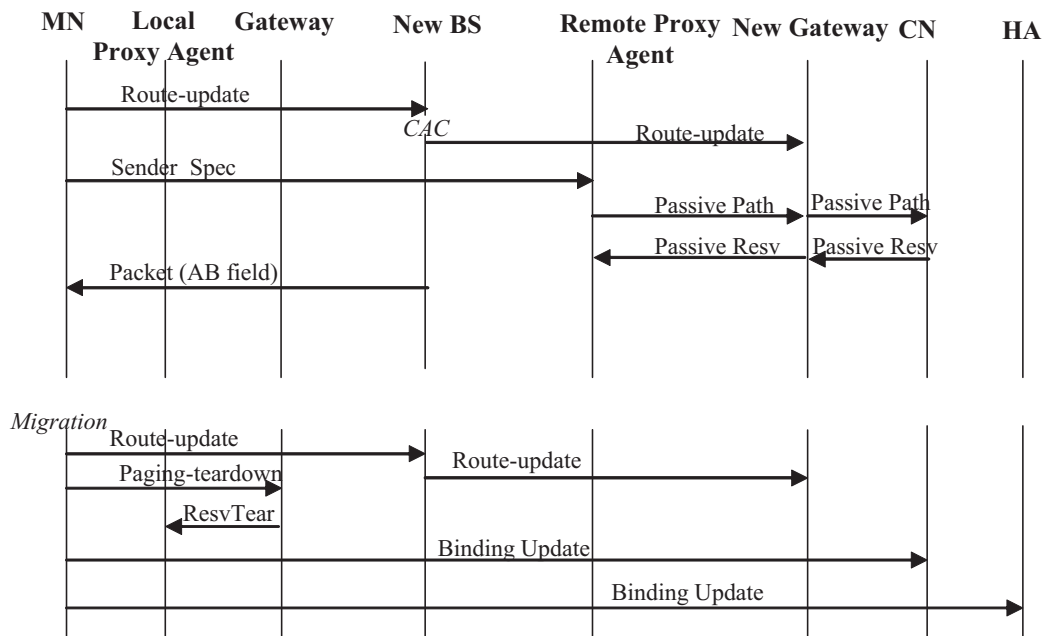 MN Local Proxy Agent Gateway New BS Remote Proxy Agent New Gateway CN HA
Route-update
CAC
Route-update
Sender_Spec
Passive Path Passive Path
Passive Resv Passive Resv
Packet (AB field)
Migration
Route-update
Route-update
Paging-teardown
ResvTear
Binding Update
Binding Update